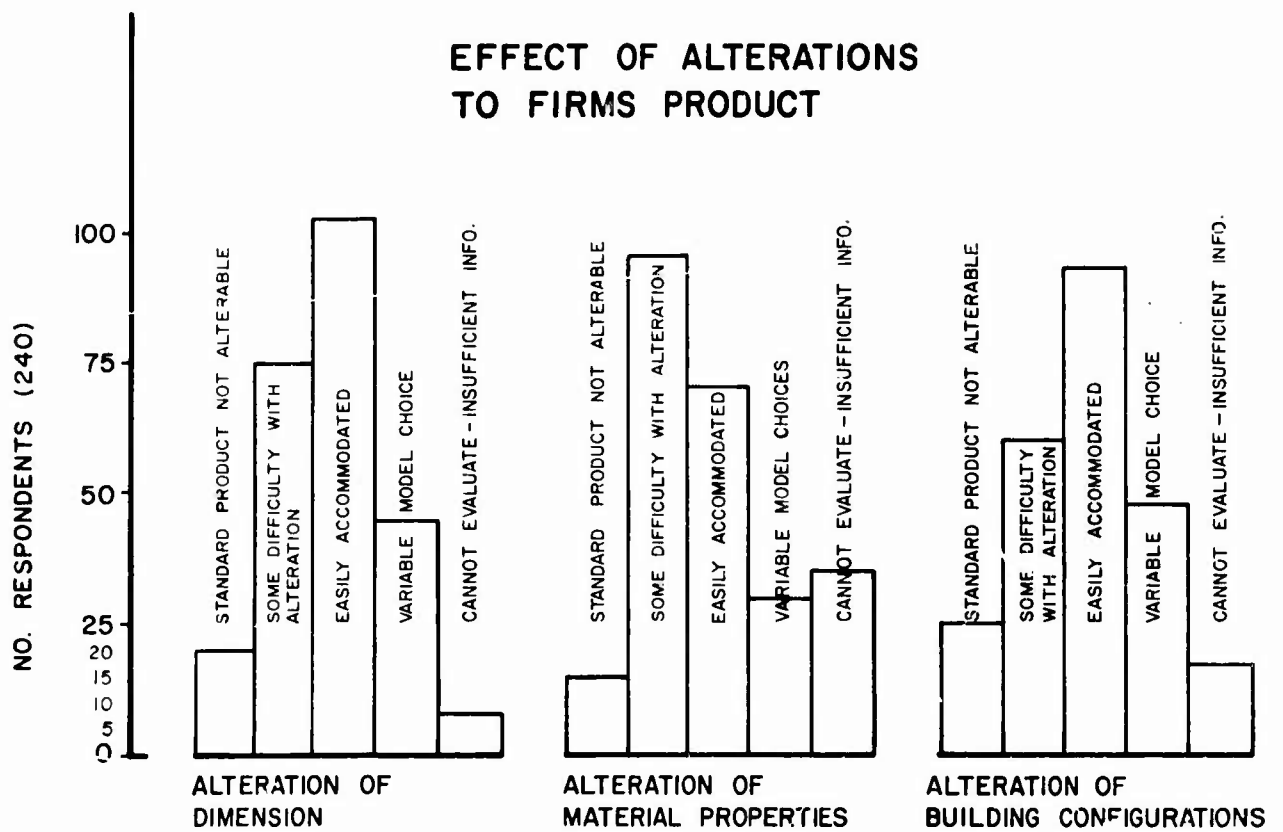 EFFECT OF ALTERATIONS
TO FIRMS PRODUCT
NO. RESPONDENTS (240)
100
75
50
25
20
15
10
5
0
STANDARD PRODUCT NOT ALTERABLE
SOME DIFFICULTY WITH
ALTERATION
EASILY ACCOMMODATED
VARIABLE MODEL CHOICE
CANNOT EVALUATE-INSUFFICIENT INFO.
ALTERATION OF
DIMENSION
STANDARD PRODUCT NOT ALTERABLE
SOME DIFFICULTY WITH ALTERATION
EASILY ACCOMMODATED
VARIABLE MODEL CHOICES
CANNOT EVALUATE-INSUFFICIENT INFO.
ALTERATION OF
MATERIAL PROPERTIES
STANDARD PRODUCT NOT ALTERABLE
SOME DIFFICULTY
WITH ALTERATION
EASILY ACCOMMODATED
VARIABLE MODEL CHOICE
CANNOT EVALUATE-INSUFFICIENT INFO.
ALTERATION OF
BUILDING CONFIGURATIONS